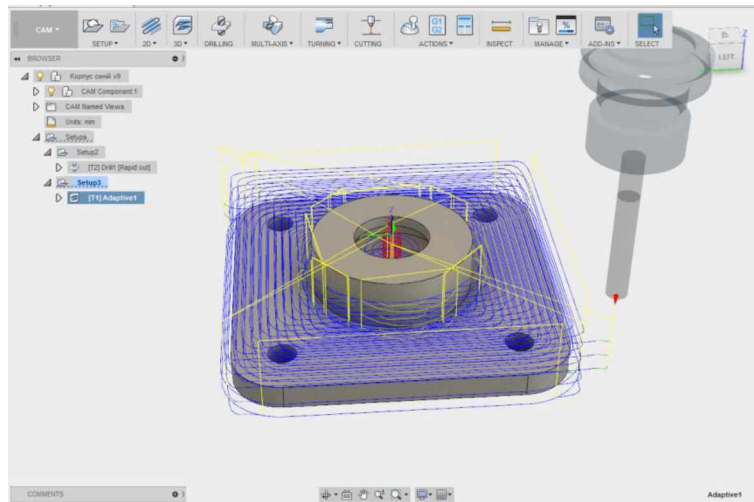 CAM
SETUP
2D
3D
DRILLING
MULTI-AXIS
TURNING
CUTTING
G1
G2
ACTIONS
INSPECT
MANAGE
ADD-INS
SELECT
LEFT
Z
BROWSER
Корпус синій v9
CAM Component:1
CAM Named Views
Units: mm
Setups
Setup2
[T2] Drill1 [Rapid out]
Setup3
[T1] Adaptive1
Z
COMMENTS
Adaptive1